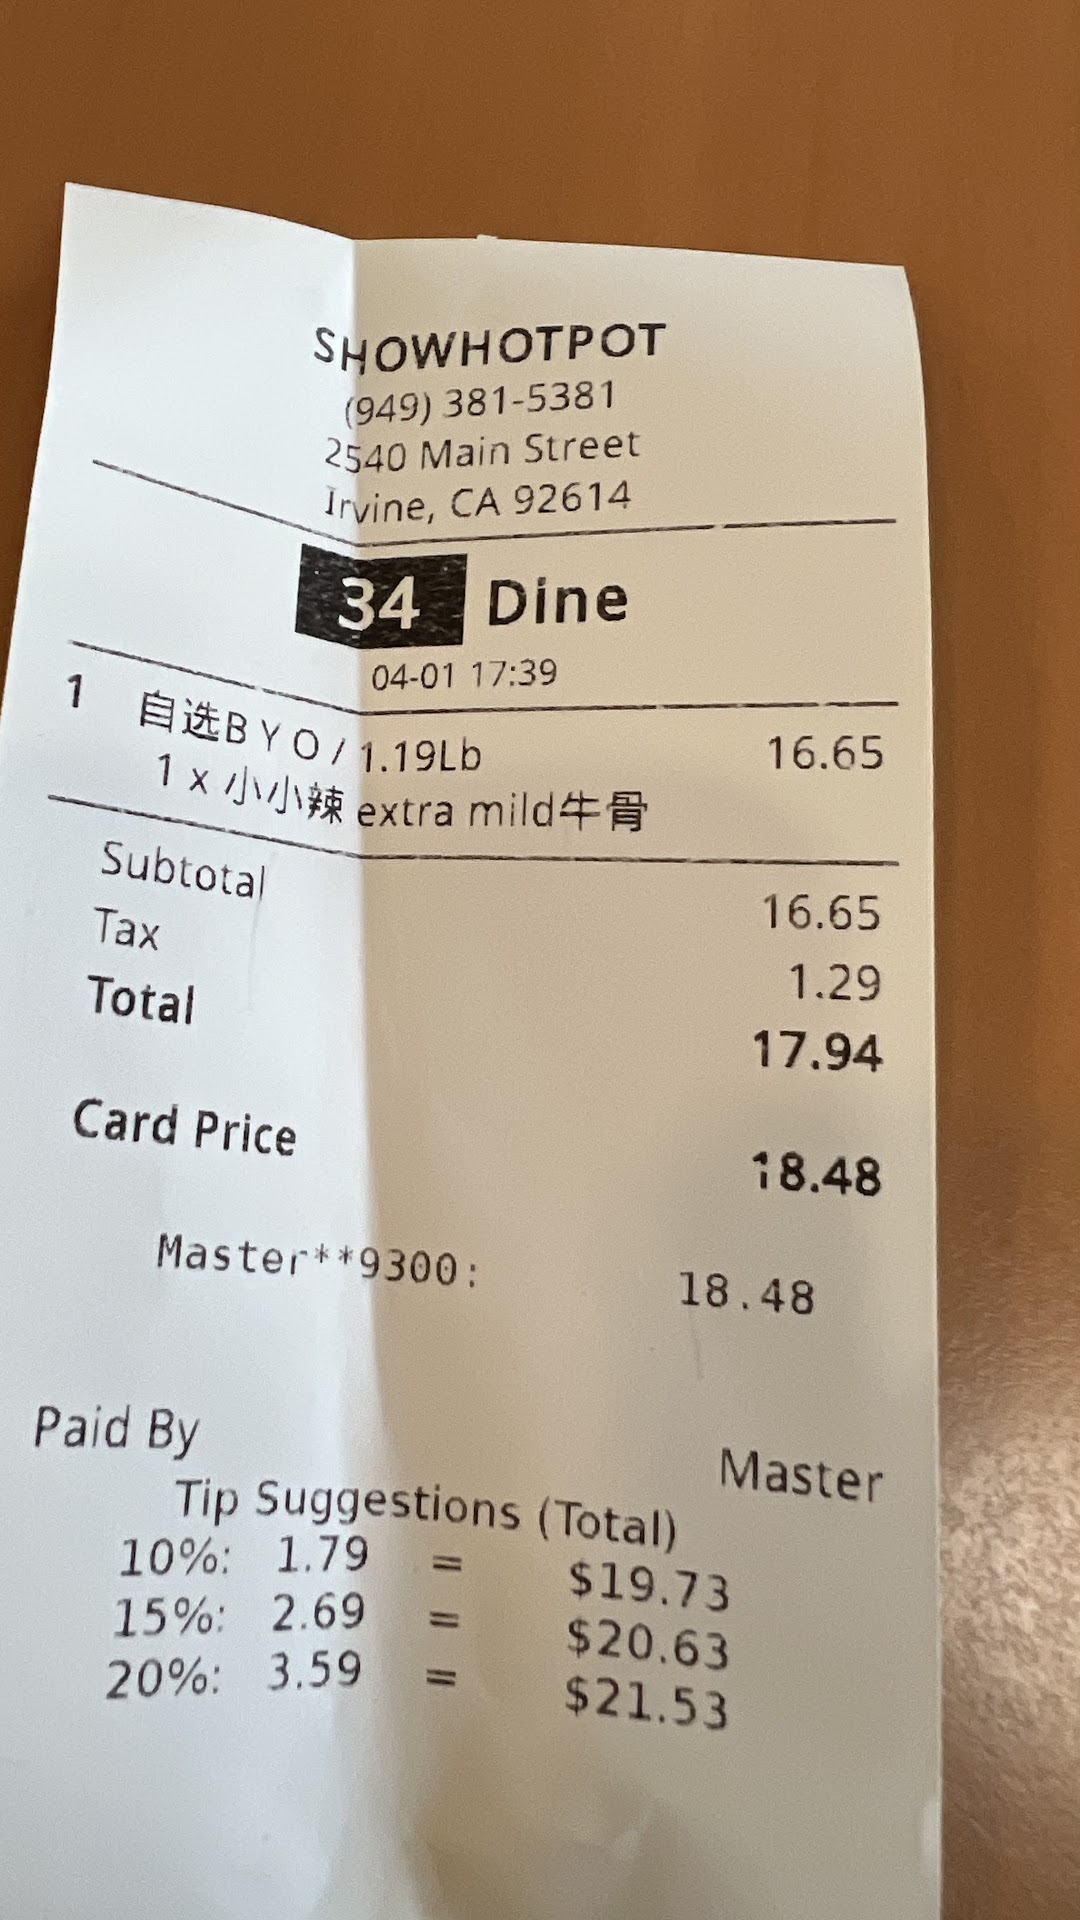 SHOWHOTPOT
(949) 381-5381
2540 Main Street
Irvine, CA 92614
34 Dine
04-01 17:39
1 自选BYO/1.19Lb 16.65
1 x 小小辣 extra mild牛骨
Subtotal 16.65
Tax 1.29
Total 17.94
Card Price 18.48
Master**9300: 18.48
Paid By Master
Tip Suggestions (Total)
10%: 1.79 = $19.73
15%: 2.69 = $20.63
20%: 3.59 = $21.53